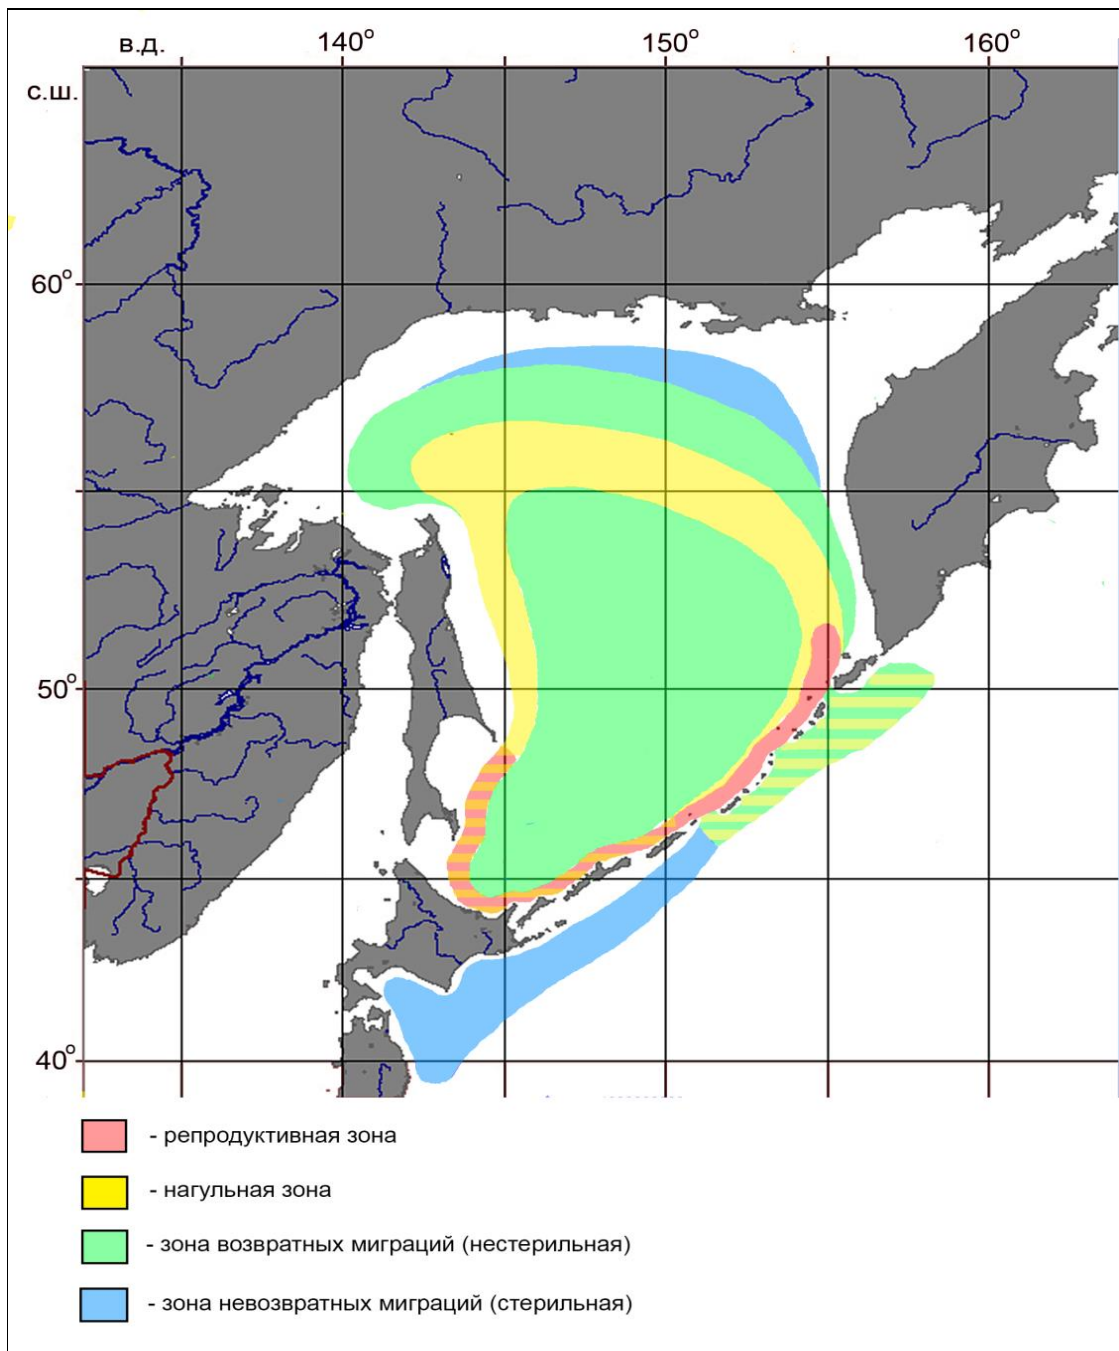 в.д. 140° 150° 160°
с.ш.
60°
50°
40°
- репродуктивная зона
- нагульная зона
- зона возвратных миграций (нестерильная)
- зона невозвратных миграций (стерильная)